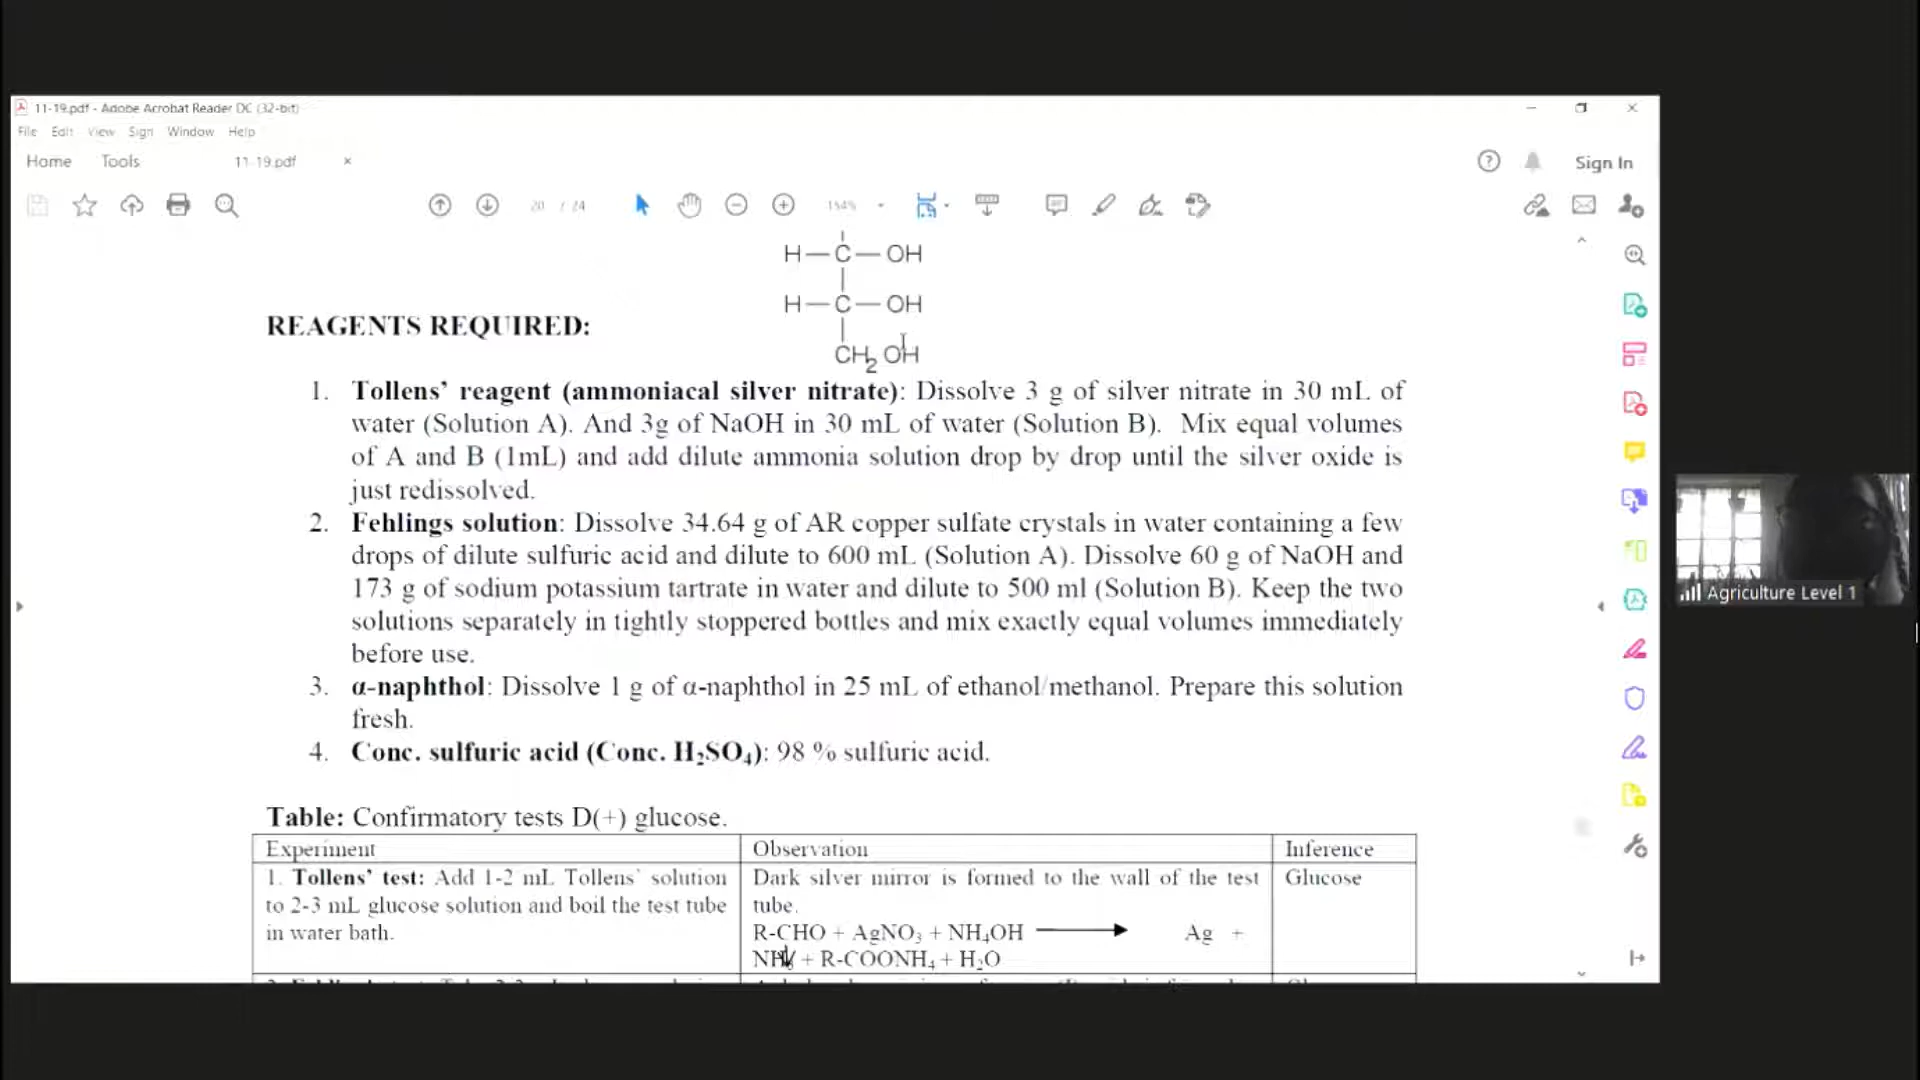 11-19.pdf - Adobe Acrobat Reader DC (32-bit)
File Edit View Sign Window Help
Home Tools 11-19.pdf × Sign In
20 / 24 154%
H—C—OH
H—C—OH
CH2 OH
REAGENTS REQUIRED:
1. Tollens’ reagent (ammoniacal silver nitrate): Dissolve 3 g of silver nitrate in 30 mL of
water (Solution A). And 3g of NaOH in 30 mL of water (Solution B). Mix equal volumes
of A and B (1mL) and add dilute ammonia solution drop by drop until the silver oxide is
just redissolved.
2. Fehlings solution: Dissolve 34.64 g of AR copper sulfate crystals in water containing a few
drops of dilute sulfuric acid and dilute to 600 mL (Solution A). Dissolve 60 g of NaOH and
173 g of sodium potassium tartrate in water and dilute to 500 ml (Solution B). Keep the two
solutions separately in tightly stoppered bottles and mix exactly equal volumes immediately
before use.
3. α-naphthol: Dissolve 1 g of α-naphthol in 25 mL of ethanol/methanol. Prepare this solution
fresh.
4. Conc. sulfuric acid (Conc. H2SO4): 98 % sulfuric acid.
Table: Confirmatory tests D(+) glucose.
Experiment Observation Inference
1. Tollens’ test: Add 1-2 mL Tollens’ solution
to 2-3 mL glucose solution and boil the test tube
in water bath.
Dark silver mirror is formed to the wall of the test
tube.
R-CHO + AgNO3 + NH4OH Ag +
NH3 + R-COONH4 + H2O
Glucose
Agriculture Level 1